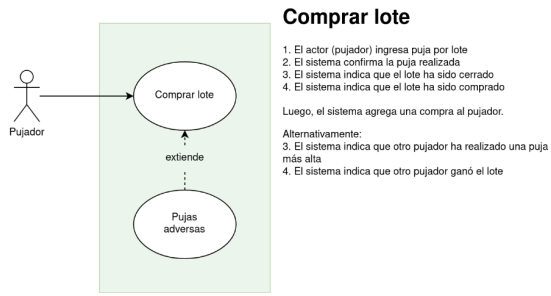 Comprar lote
1. El actor (pujador) ingresa puja por lote
2. El sistema confirma la puja realizada
3. El sistema indica que el lote ha sido cerrado
4. El sistema indica que el lote ha sido comprado
Luego, el sistema agrega una compra al pujador.
Alternativamente:
3. El sistema indica que otro pujador ha realizado una puja
más alta
4. El sistema indica que otro pujador ganó el lote
Comprar lote
Pujador
extiende
Pujas
adversas